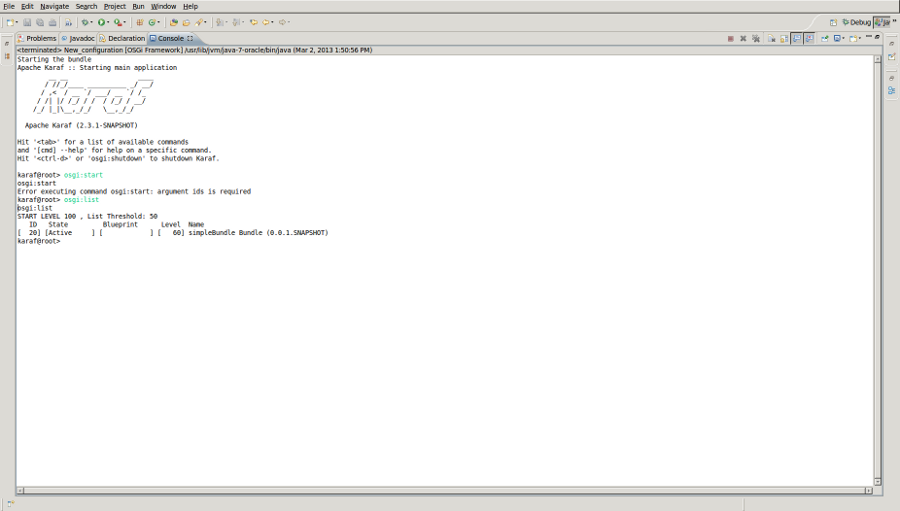 File Edit Navigate Search Project Run Window Help
Debug
Problems Javadoc Declaration Console
<terminated> New_configuration [OSGi Framework] /usr/lib/jvm/java-7-oracle/bin/java (Mar 2, 2013 1:50:56 PM)
Starting the bundle
Apache Karaf :: Starting main application
Apache Karaf (2.3.1-SNAPSHOT)
Hit '<tab>' for a list of available commands
and '[cmd] --help' for help on a specific command.
Hit '<ctrl-d>' or 'osgi:shutdown' to shutdown Karaf.
karaf@root> osgi:start
osgi:start
Error executing command osgi:start: argument ids is required
karaf@root> osgi:list
osgi:list
START LEVEL 100 , List Threshold: 50
ID State Blueprint Level Name
[ 20] [Active ] [ ] [ 60] simpleBundle Bundle (0.0.1.SNAPSHOT)
karaf@root>